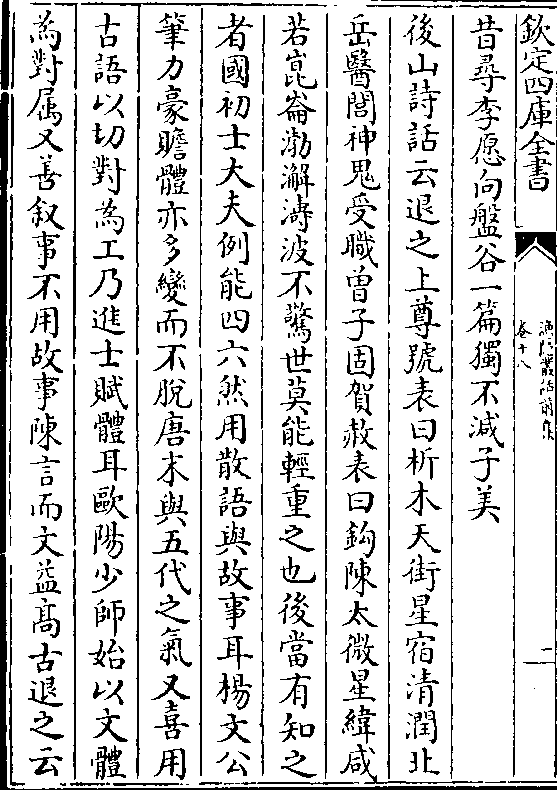 欽定四庫全書
漁隱叢話前集
卷十八
二
昔尋李愿向盤谷一篇獨不減子美
後山詩話云退之上尊號表曰析木天街星宿清潤北
岳醫閭神鬼受職曾子固賀赦表曰鈎陳太微星緯咸
若崑崙渤澥濤波不驚世莫能輕重之也後當有知之
者國初士大夫例能四六然用散語與故事耳楊文公
筆力豪贍體亦多變而不脫唐末與五代之氣又喜用
古語以切對為工乃進士賦體耳歐陽少師始以文體
為對属又善叙事不用故事陳言而文益髙古退之云